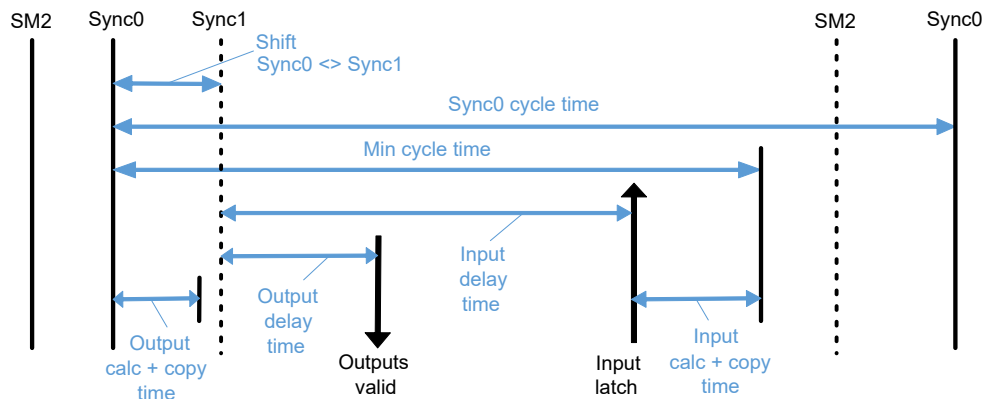 SM2
Sync0
Sync1
SM2
Sync0
Shift
Sync0 <> Sync1
Sync0 cycle time
Min cycle time
Input
delay
time
Output
delay
time
Output
calc + copy
time
Outputs
valid
Input
latch
Input
calc + copy
time